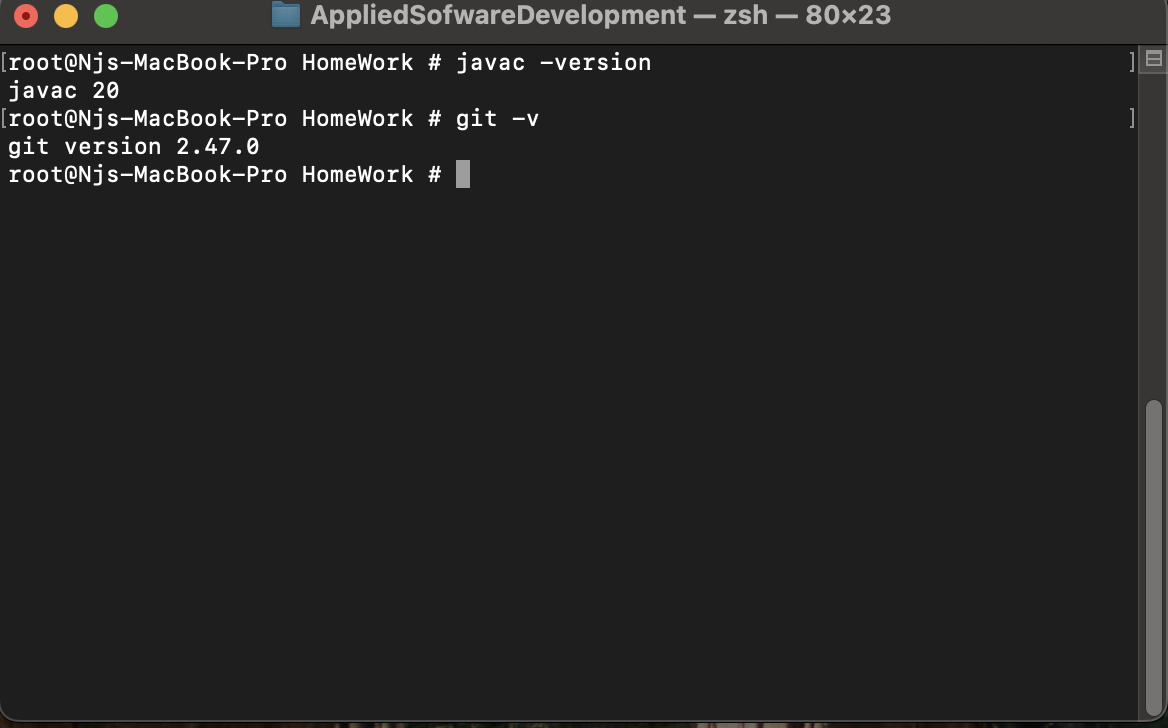 AppliedSofwareDevelopment — zsh — 80×23
[root@Njs-MacBook-Pro HomeWork # javac -version ]
javac 20
[root@Njs-MacBook-Pro HomeWork # git -v ]
git version 2.47.0
root@Njs-MacBook-Pro HomeWork #